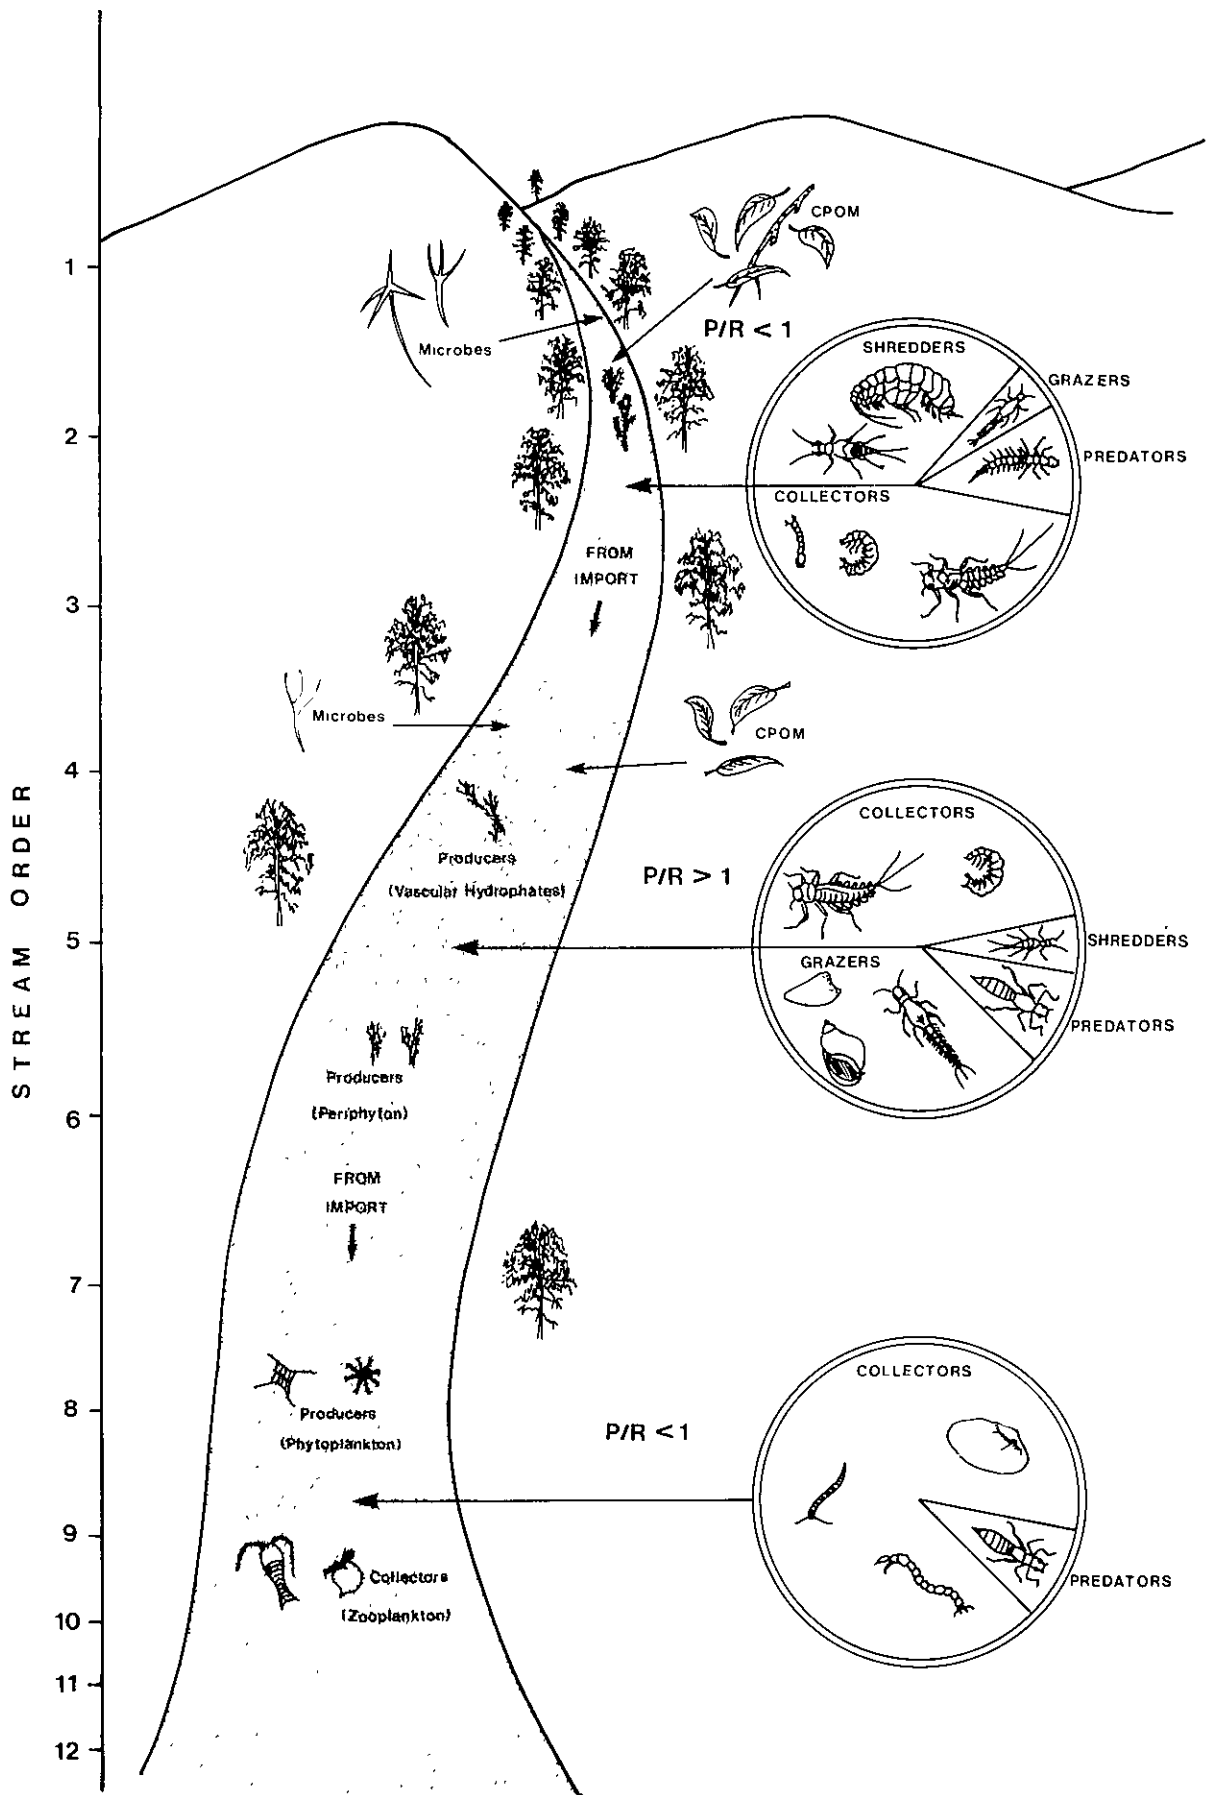 CPOM
1
P/R < 1
Microbes
SHREDDERS
GRAZERS
2
PREDATORS
COLLECTORS
FROM
IMPORT
3
Microbes
CPOM
4
STREAM ORDER
COLLECTORS
Producers
(Vascular Hydrophates)
P/R > 1
5
SHREDDERS
GRAZERS
PREDATORS
Producers
(Periphyton)
6
FROM
IMPORT
7
COLLECTORS
8
Producers
(Phytoplankton)
P/R < 1
9
Collectors
(Zooplankton)
PREDATORS
10
11
12